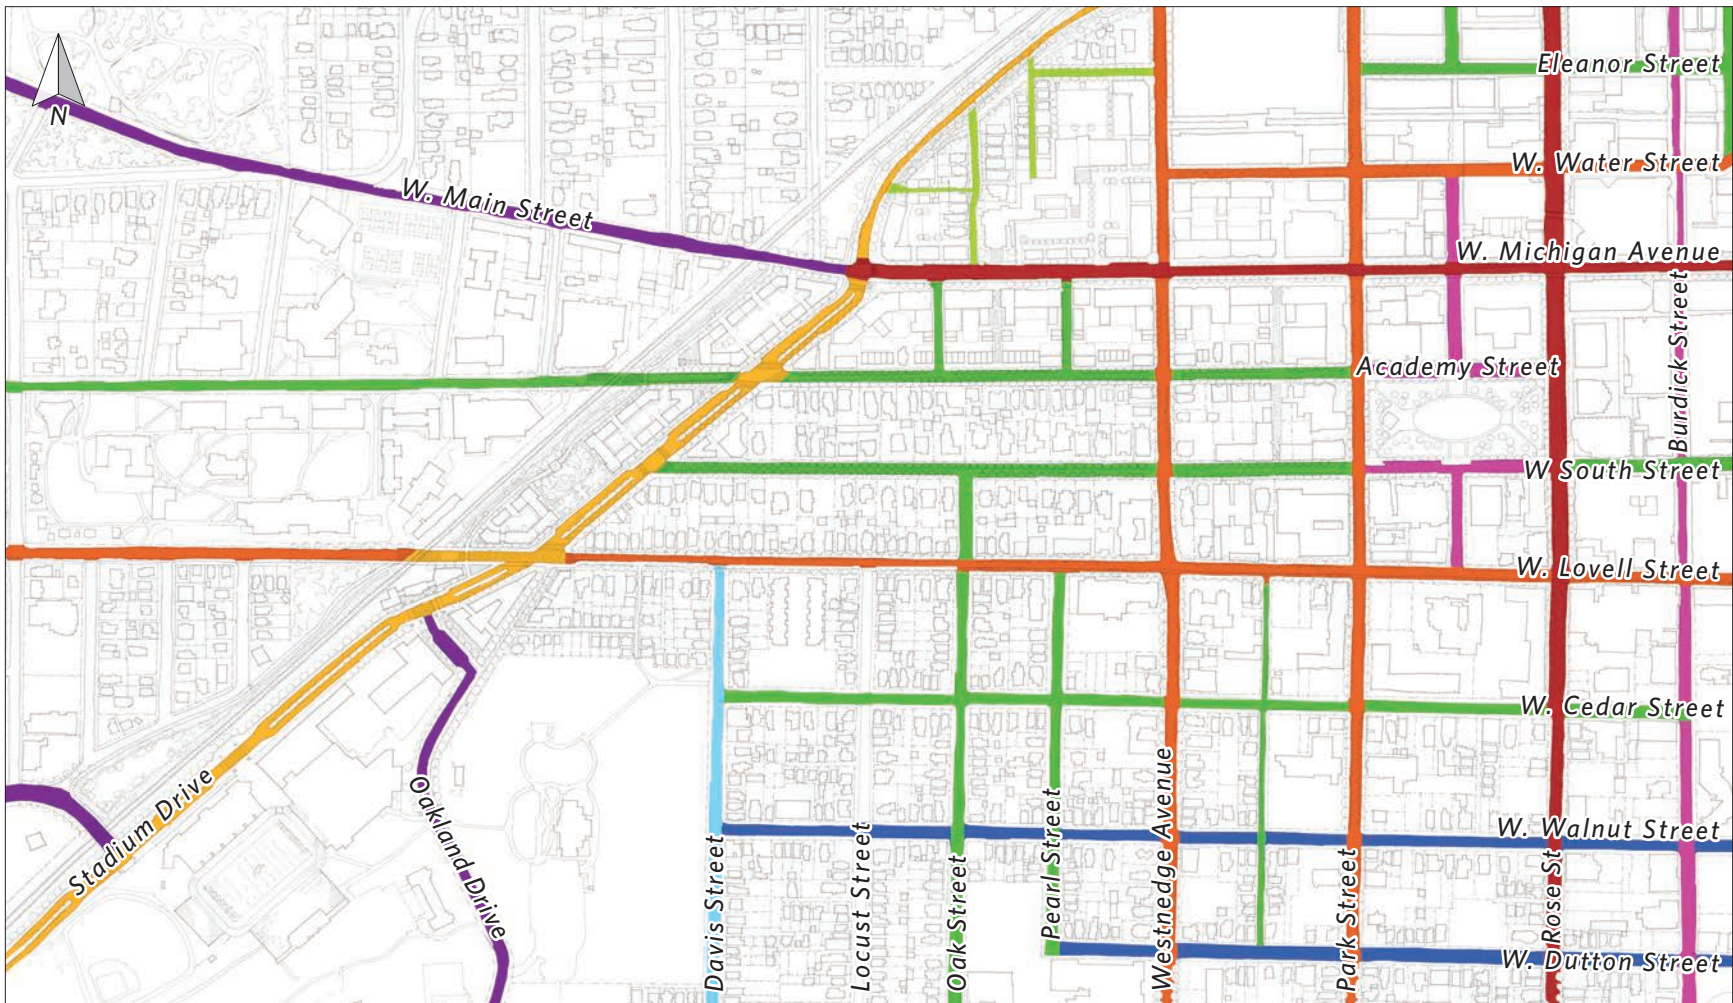 Eleanor Street
N
W. Water Street
W. Main Street
W. Michigan Avenue
Burdick Street
Academy Street
W South Street
W. Lovell Street
W. Cedar Street
Stadium Drive
Oakland Drive
Davis Street
Locust Street
Oak Street
Pearl Street
Westnedge Avenue
Park Street
Rose St
W. Walnut Street
W. Dutton Street